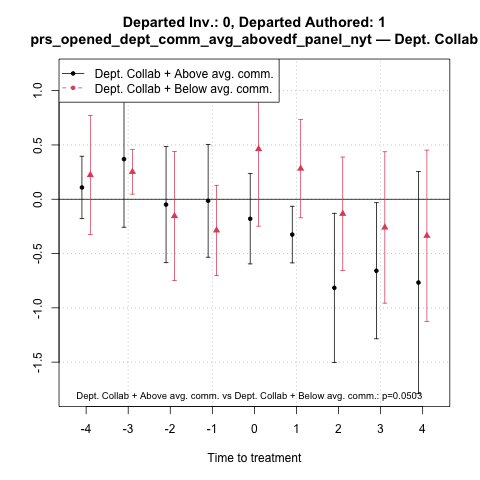 Departed Inv.: 0, Departed Authored: 1
prs_opened_dept_comm_avg_abovedf_panel_nyt — Dept. Collab
Dept. Collab + Above avg. comm.
Dept. Collab + Below avg. comm.
1.0
0.5
0.0
-0.5
-1.0
-1.5
Dept. Collab + Above avg. comm. vs Dept. Collab + Below avg. comm.: p=0.0503
-4 -3 -2 -1 0 1 2 3 4
Time to treatment